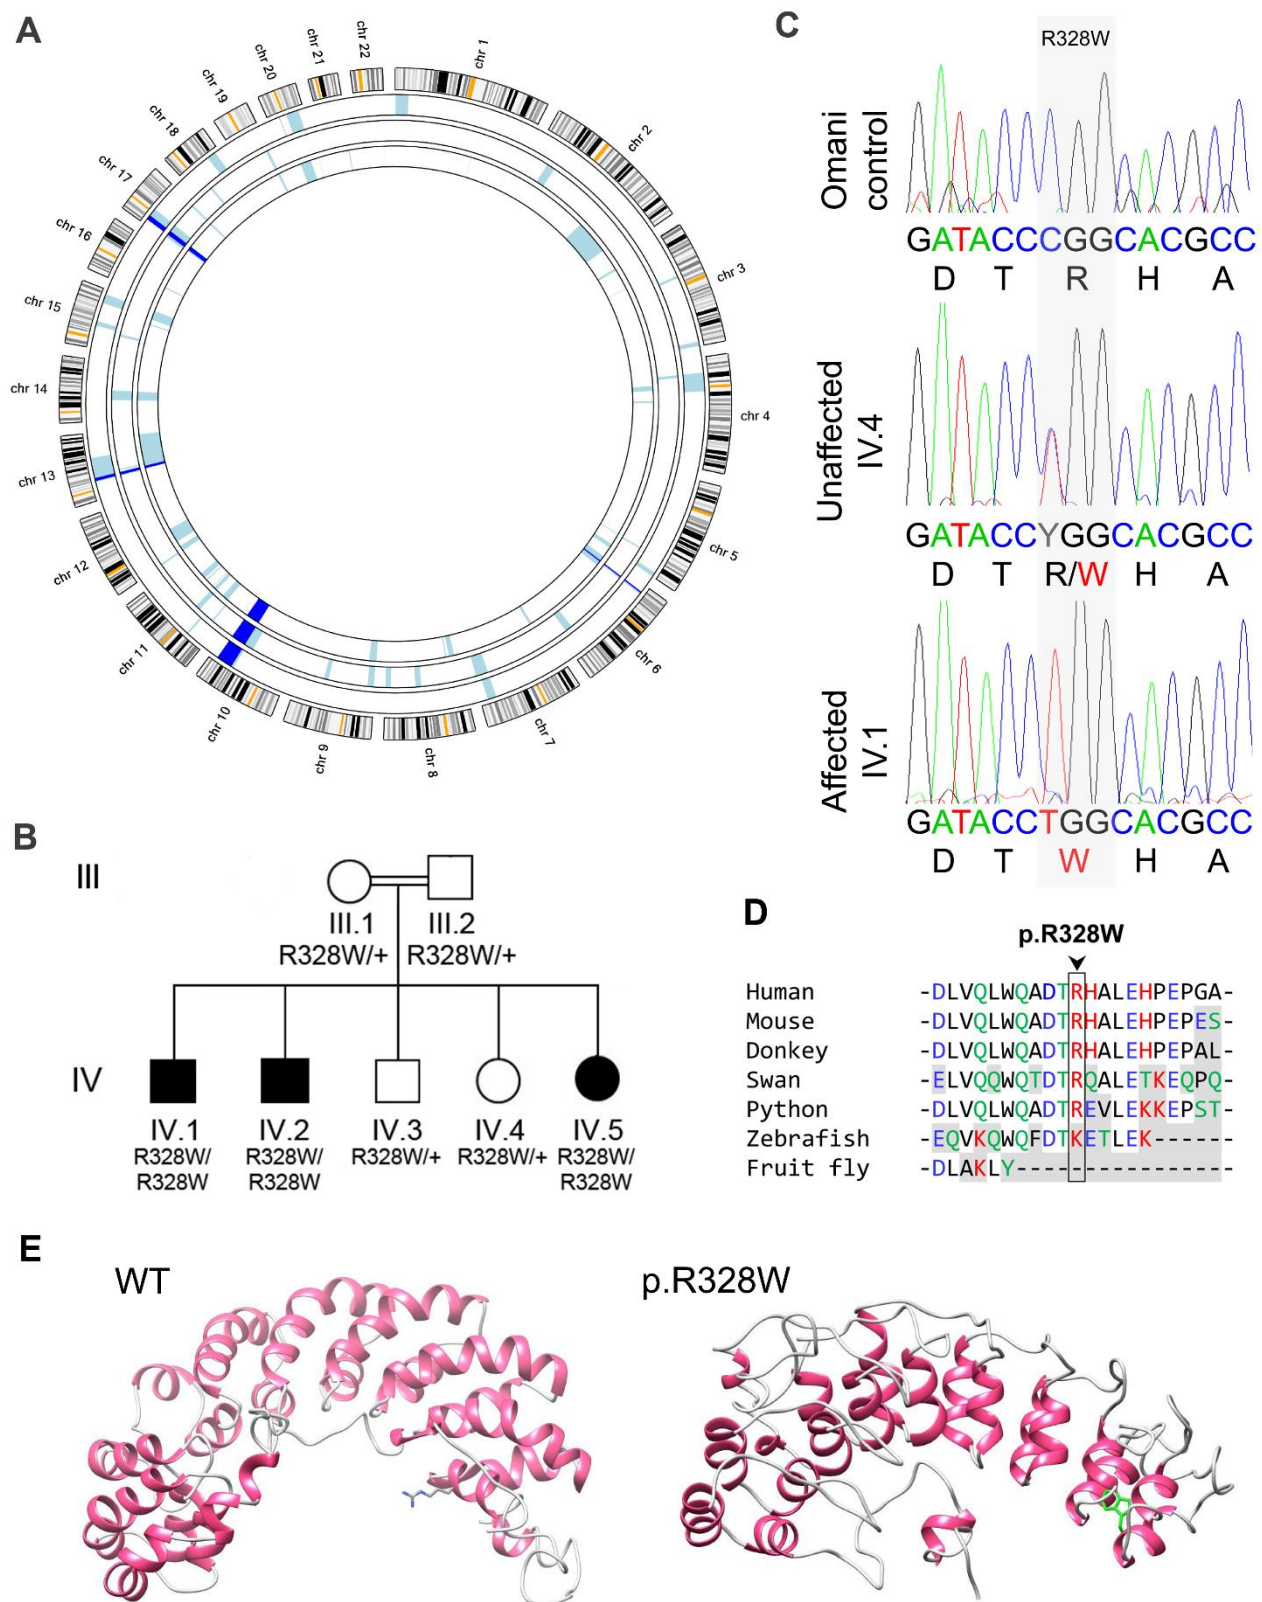 A
chr 1
chr 2
chr 3
chr 4
chr 5
chr 6
chr 7
chr 8
chr 9
chr 10
chr 11
chr 12
chr 13
chr 14
chr 15
chr 16
chr 17
chr 18
chr 19
chr 20
chr 21
chr 22
B
III
III.1 III.2
R328W/+ R328W/+
IV
IV.1 IV.2 IV.3 IV.4 IV.5
R328W/ R328W/ R328W/+ R328W/+ R328W/
R328W R328W R328W
C
R328W
Omani
control
GATACCCGGCACGCC
D T R H A
Unaffected
IV.4
GATACCYGGCACGCC
D T R/W H A
Affected
IV.1
GATACCTGGCACGCC
D T W H A
D
p.R328W
Human -DLVQLWQADTRHALEHPEPGA-
Mouse -DLVQLWQADTRHALEHPEPES-
Donkey -DLVQLWQADTRHALEHPEPAL-
Swan -ELVQQWQTDTRQALETKEQPQ-
Python -DLVQLWQADTREVLEKKEPST-
Zebrafish -EQVKQWQFDTKETLEK------
Fruit fly -DLAKLY----------------
E
WT
p.R328W